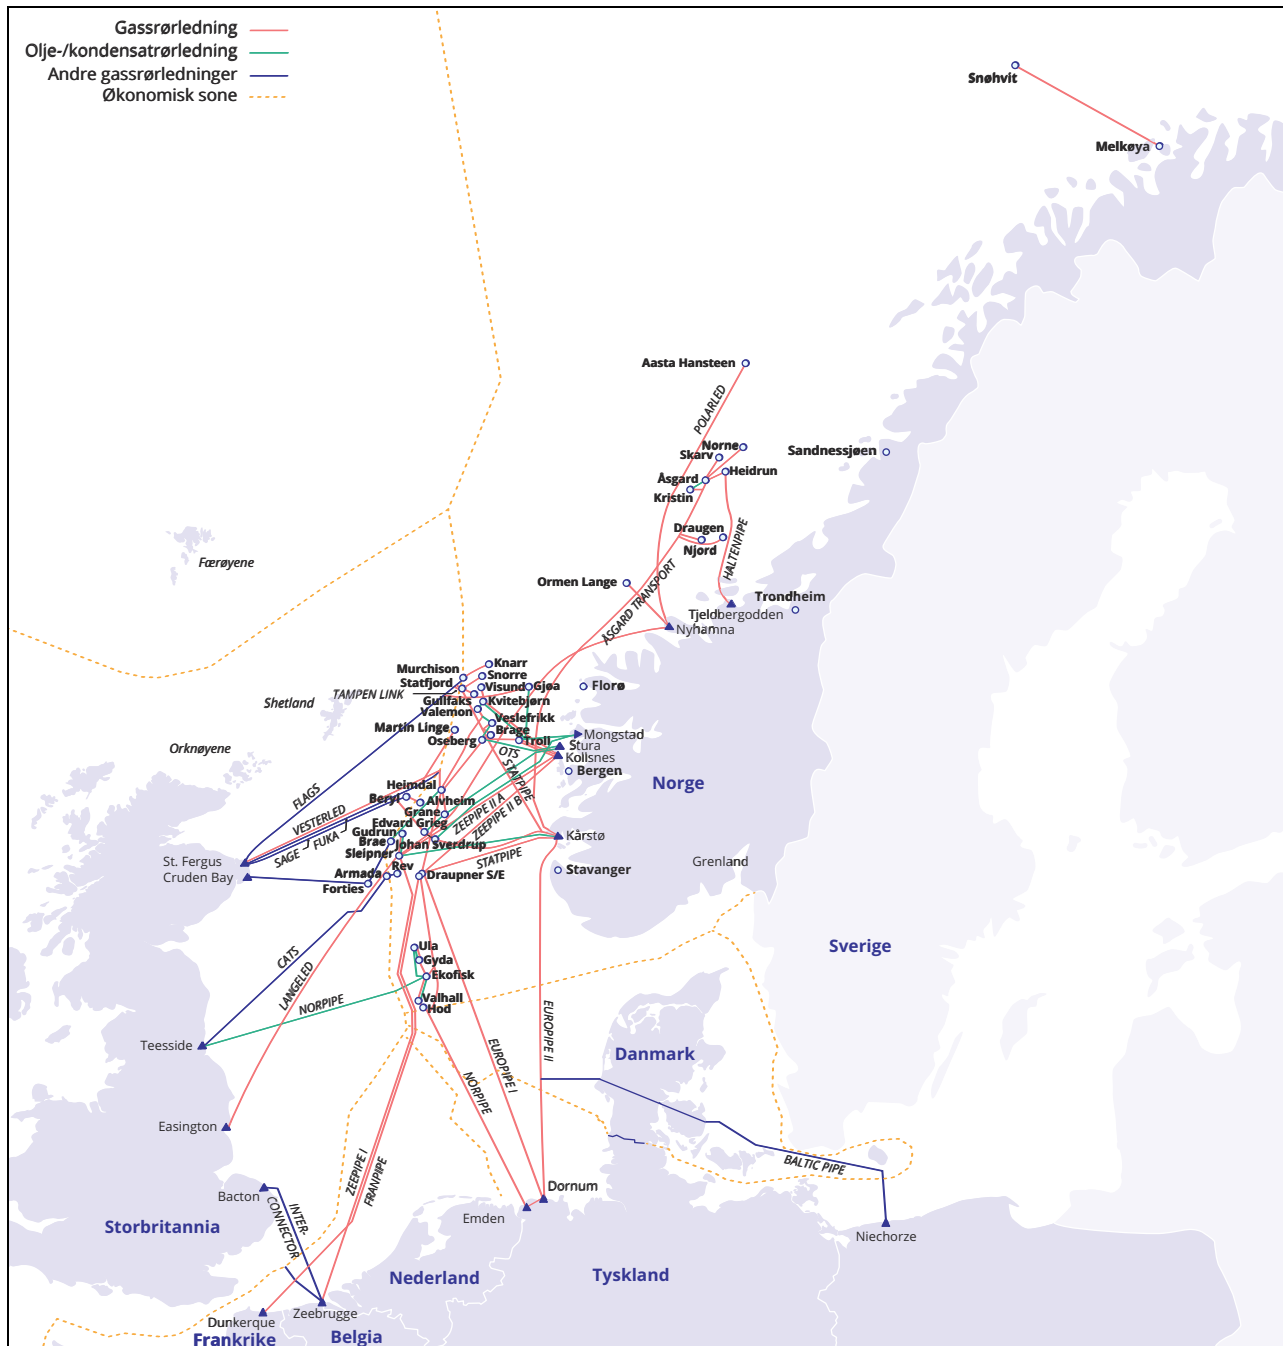 Gassrørledning
Olje-/kondensatrørledning
Andre gassrørledninger
Økonomisk sone
Snøhvit
Melkøya
Aasta Hansteen
POLARLED
Norne
Skarv
Heidrun
Sandnessjøen
Åsgard
Kristin
Draugen
Njord
HALTENPIPE
Færøyene
Ormen Lange
ÅSGARD TRANSPORT
Trondheim
Tjeldbergodden
Nyhamna
Knarr
Murchison
Snorre
Statfjord
Visund
Gjøa
Florø
TAMPEN LINK
Gullfaks
Kvitebjørn
Shetland
Valemon
Veslefrikk
Martin Linge
Brage
Mongstad
Oseberg
Troll
Stura
Orknøyene
OTS
Kollsnes
STATPIPE
Bergen
Norge
Heimdal
FLAGS
Beryl
Alvheim
VESTERLED
Grane
ZEEPIPE II A
ZEEPIPE II B
Edvard Grieg
Gudrun
SAGE
FUKA
Brae
Johan Sverdrup
Kårstø
Sleipner
STATPIPE
St. Fergus
Grenland
Rev
Cruden Bay
Armada
Draupner S/E
Stavanger
Forties
Ula
Sverige
CATS
Gyda
LANGELED
Ekofisk
NORPIPE
Valhall
Hod
EUROPIPE II
Teesside
Danmark
EUROPIPE I
NORPIPE
Easington
ZEEPIPE I
FRANPIPE
BALTIC PIPE
Bacton
Dornum
INTER-
CONNECTOR
Emden
Storbritannia
Niechorze
Nederland
Tyskland
Zeebrugge
Dunkerque
Frankrike
Belgia